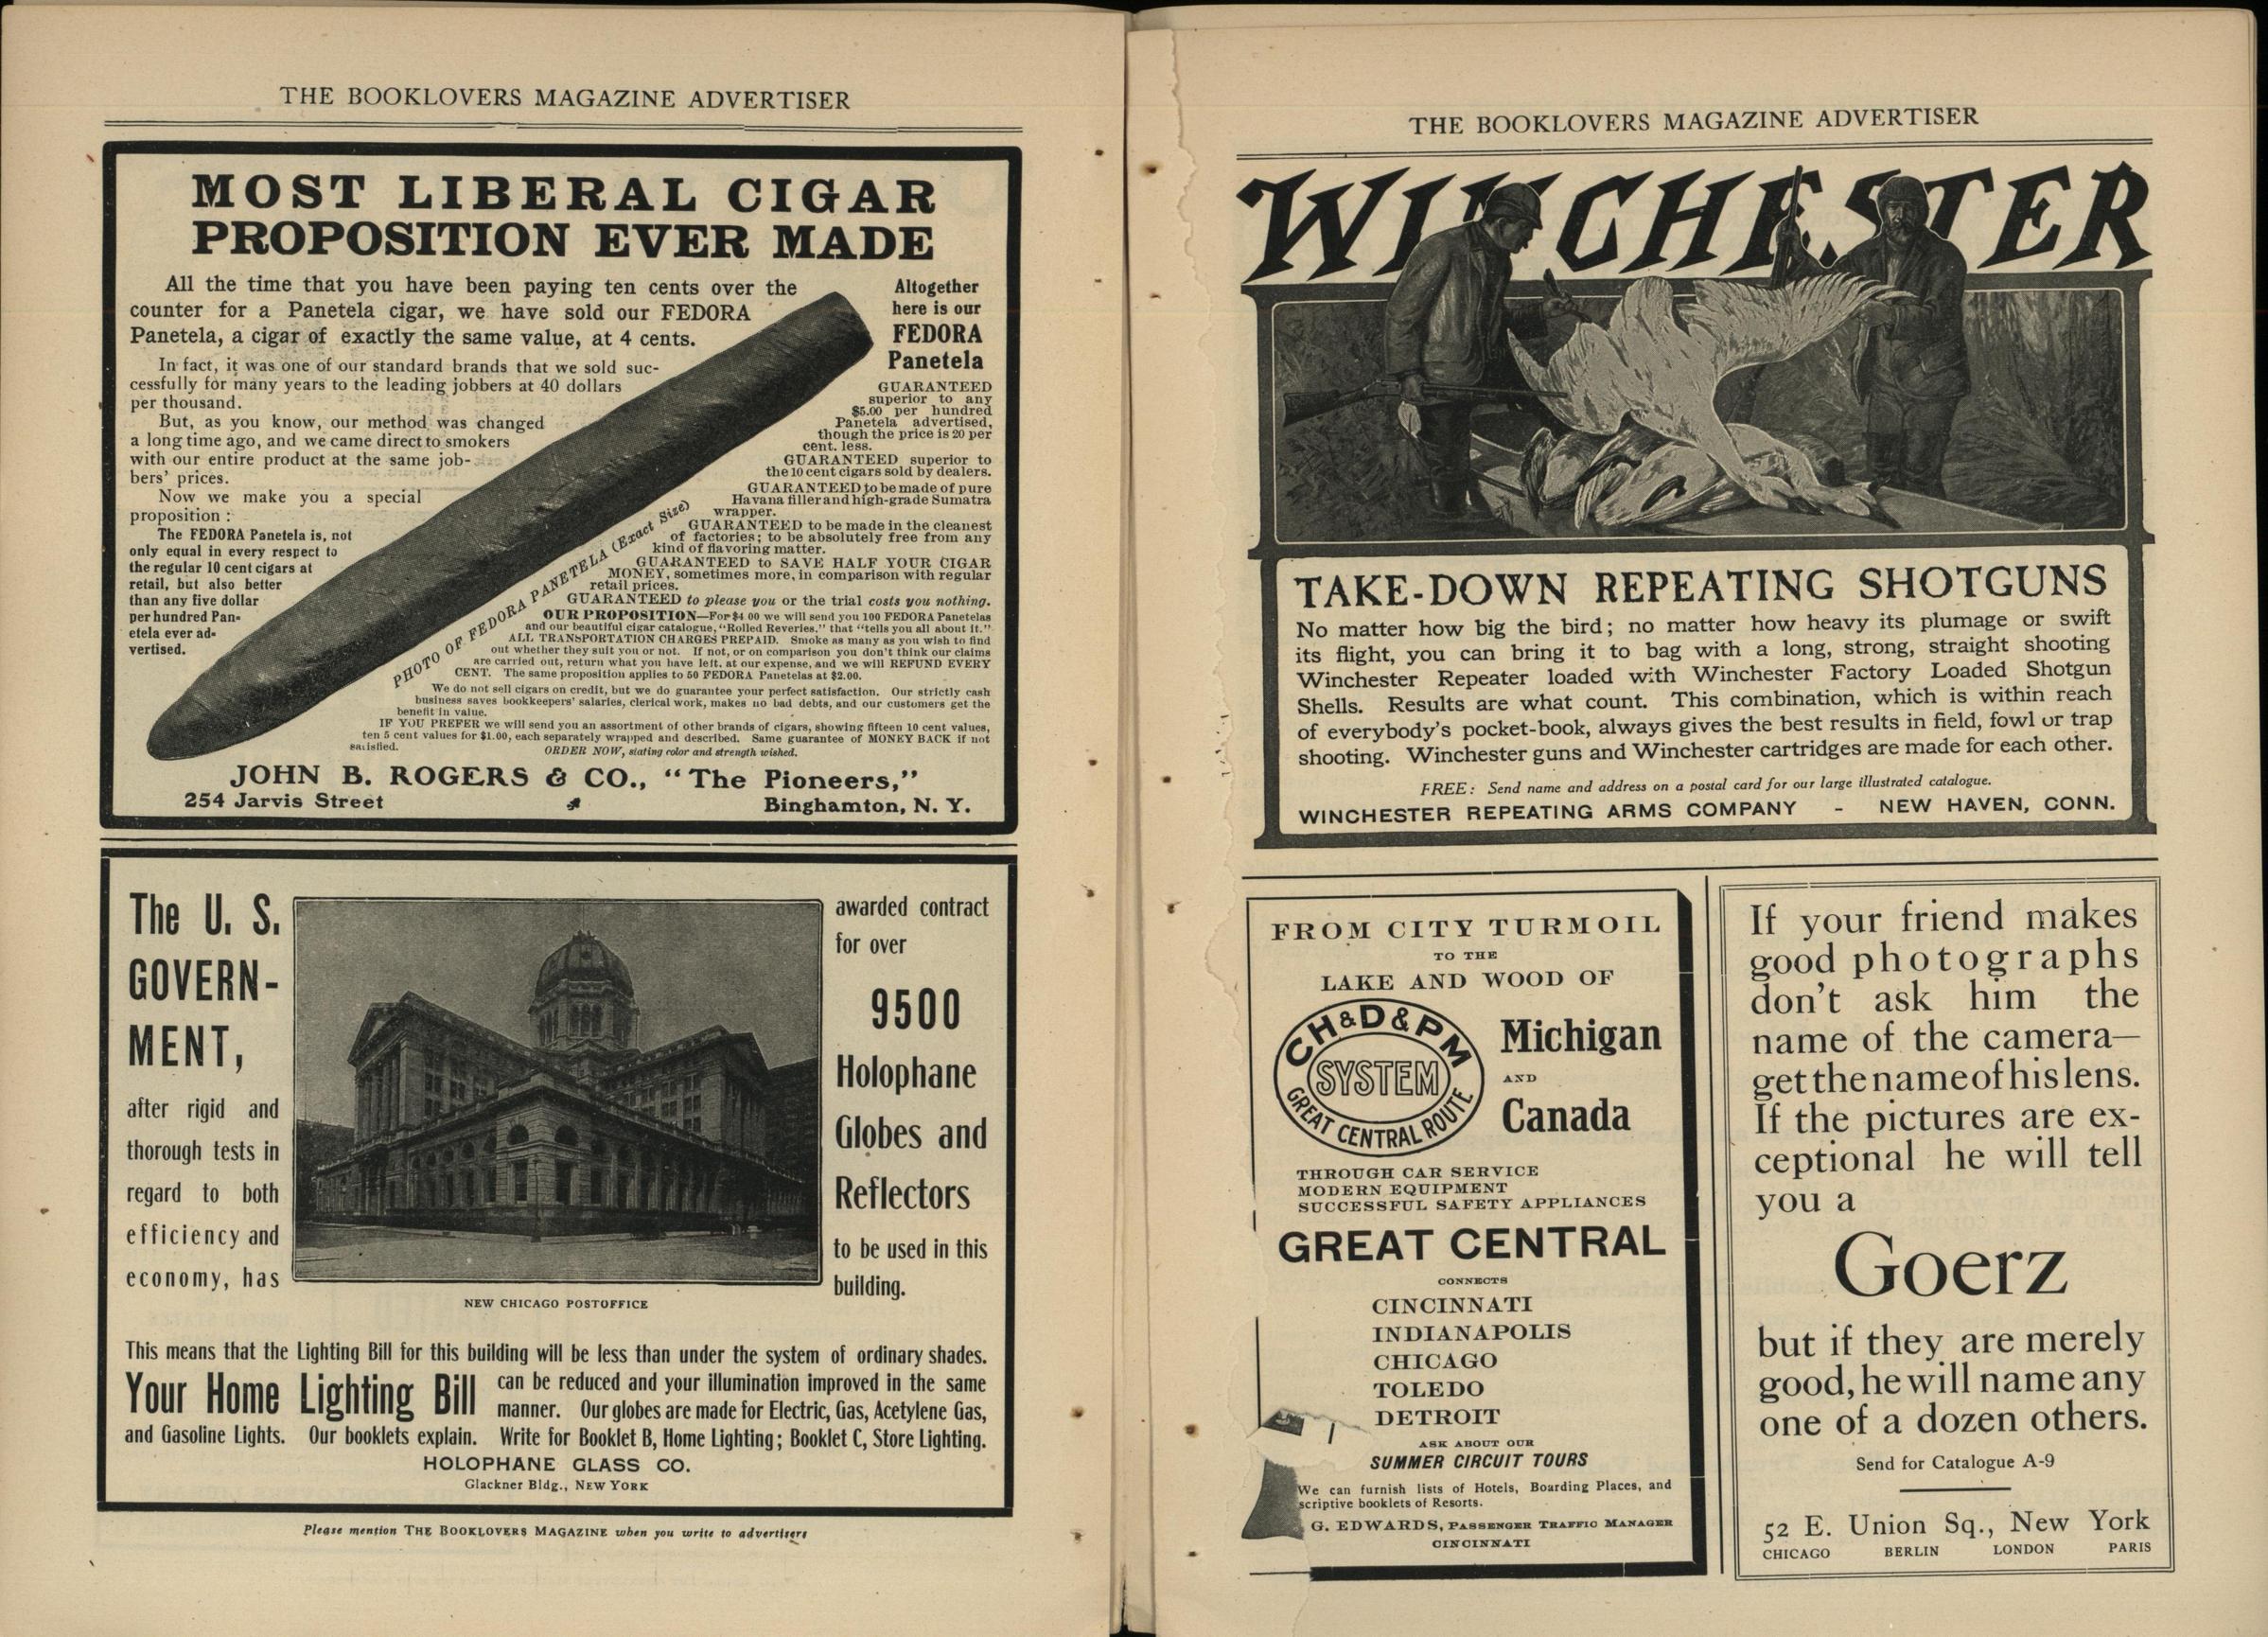 THE BOOKLOVERS MAGAZINE ADVERTISER
MOST LIBERAL CIGAR
PROPOSITION EVER MADE
All the time that you have been paying ten cents over the
counter for a Panetela cigar, we have sold our FEDORA
Panetela, a cigar of exactly the same value, at 4 cents.
In fact, it was one of our standard brands that we sold suc-
cessfully for many years to the leading jobbers at 40 dollars
per thousand.
But, as you know, our method was changed
a long time ago, and we came direct to smokers
with our entire product at the same job-
bers' prices.
Now we make you a special
proposition:
The FEDORA Panetela is, not
only equal in every respect to
the regular 10 cent cigars at
retail, but also better
than any five dollar
per hundred Pan-
etela ever ad-
vertised.
PHOTO OF FEDORA PANETELA (Exact Size)
Altogether
here is our
FEDORA
Panetela
GUARANTEED
superior to any
$5.00 per hundred
Panetela advertised,
though the price is 20 per
cent. less.
GUARANTEED superior to
the 10 cent cigars sold by dealers.
GUARANTEED to be made of pure
Havana filler and high-grade Sumatra
wrapper.
GUARANTEED to be made in the cleanest
of factories; to be absolutely free from any
kind of flavoring matter.
GUARANTEED to SAVE HALF YOUR CIGAR
MONEY, sometimes more, in comparison with regular
retail prices.
GUARANTEED to please you or the trial costs you nothing.
OUR PROPOSITION—For $4 00 we will send you 100 FEDORA Panetelas
and our beautiful cigar catalogue, "Rolled Reveries," that "tells you all about it."
ALL TRANSPORTATION CHARGES PREPAID. Smoke as many as you wish to find
out whether they suit you or not. If not, or on comparison you don't think our claims
are carried out, return what you have left, at our expense, and we will REFUND EVERY
CENT. The same proposition applies to 50 FEDORA Panetelas at $2.00.
We do not sell cigars on credit, but we do guarantee your perfect satisfaction. Our strictly cash
business saves bookkeepers' salaries, clerical work, makes no bad debts, and our customers get the
benefit in value.
IF YOU PREFER we will send you an assortment of other brands of cigars, showing fifteen 10 cent values,
ten 5 cent values for $1.00, each separately wrapped and described. Same guarantee of MONEY BACK if not
satisfied.
ORDER NOW, stating color and strength wished.
JOHN B. ROGERS & CO., "The Pioneers,"
254 Jarvis Street Binghamton, N. Y.
The U. S.
GOVERN-
MENT,
after rigid and
thorough tests in
regard to both
efficiency and
economy, has
NEW CHICAGO POSTOFFICE
awarded contract
for over
9500
Holophane
Globes and
Reflectors
to be used in this
building.
This means that the Lighting Bill for this building will be less than under the system of ordinary shades.
Your Home Lighting Bill can be reduced and your illumination improved in the same
manner. Our globes are made for Electric, Gas, Acetylene Gas,
and Gasoline Lights. Our booklets explain. Write for Booklet B, Home Lighting; Booklet C, Store Lighting.
HOLOPHANE GLASS CO.
Glackner Bldg., NEW YORK
Please mention THE BOOKLOVERS MAGAZINE when you write to advertisers
THE BOOKLOVERS MAGAZINE ADVERTISER
WINCHESTER
TAKE-DOWN REPEATING SHOTGUNS
No matter how big the bird; no matter how heavy its plumage or swift
its flight, you can bring it to bag with a long, strong, straight shooting
Winchester Repeater loaded with Winchester Factory Loaded Shotgun
Shells. Results are what count. This combination, which is within reach
of everybody's pocket-book, always gives the best results in field, fowl or trap
shooting. Winchester guns and Winchester cartridges are made for each other.
FREE: Send name and address on a postal card for our large illustrated catalogue.
WINCHESTER REPEATING ARMS COMPANY - NEW HAVEN, CONN.
FROM CITY TURMOIL
TO THE
LAKE AND WOOD OF
CH&D&PM
SYSTEM
GREAT CENTRAL ROUTE
Michigan
AND
Canada
THROUGH CAR SERVICE
MODERN EQUIPMENT
SUCCESSFUL SAFETY APPLIANCES
GREAT CENTRAL
CONNECTS
CINCINNATI
INDIANAPOLIS
CHICAGO
TOLEDO
DETROIT
ASK ABOUT OUR
SUMMER CIRCUIT TOURS
We can furnish lists of Hotels, Boarding Places, and
scriptive booklets of Resorts.
G. EDWARDS, PASSENGER TRAFFIC MANAGER
CINCINNATI
If your friend makes
good photographs
don't ask him the
name of the camera—
get the name of his lens.
If the pictures are ex-
ceptional he will tell
you a
Goerz
but if they are merely
good, he will name any
one of a dozen others.
Send for Catalogue A-9
52 E. Union Sq., New York
CHICAGO BERLIN LONDON PARIS